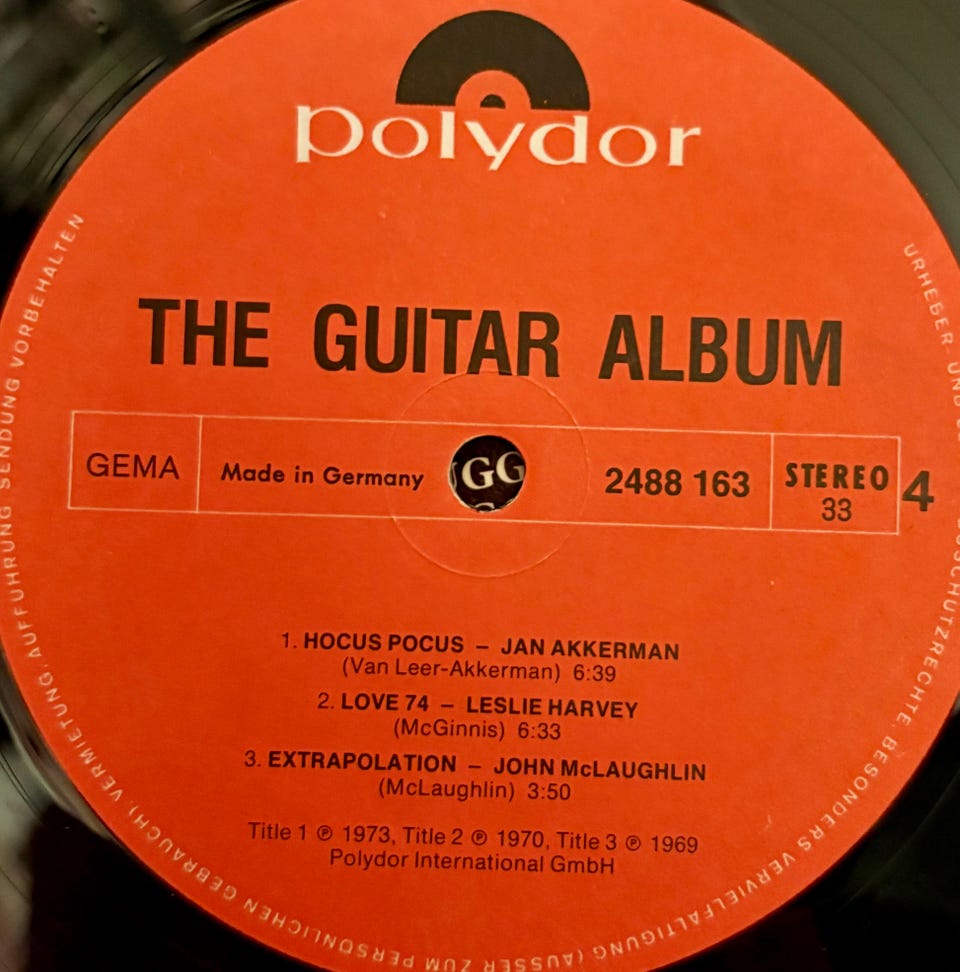 polydor
THE GUITAR ALBUM
GEMA
Made in Germany
GG
2488 163
STEREO
33
4
1. HOCUS POCUS – JAN AKKERMAN
(Van Leer-Akkerman) 6:39
2. LOVE 74 – LESLIE HARVEY
(McGinnis) 6:33
3. EXTRAPOLATION – JOHN McLAUGHLIN
(McLaughlin) 3:50
Title 1 ℗ 1973, Title 2 ℗ 1970, Title 3 ℗ 1969
Polydor International GmbH
URHEBER- UND
BESONDERS VERVIELFÄLTIGUNG (AUSSER ZUM PERSÖNLICHEN GEBRAUCH), VERMIETUNG, AUFFÜHRUNG SENDUNG VORBEHALTEN